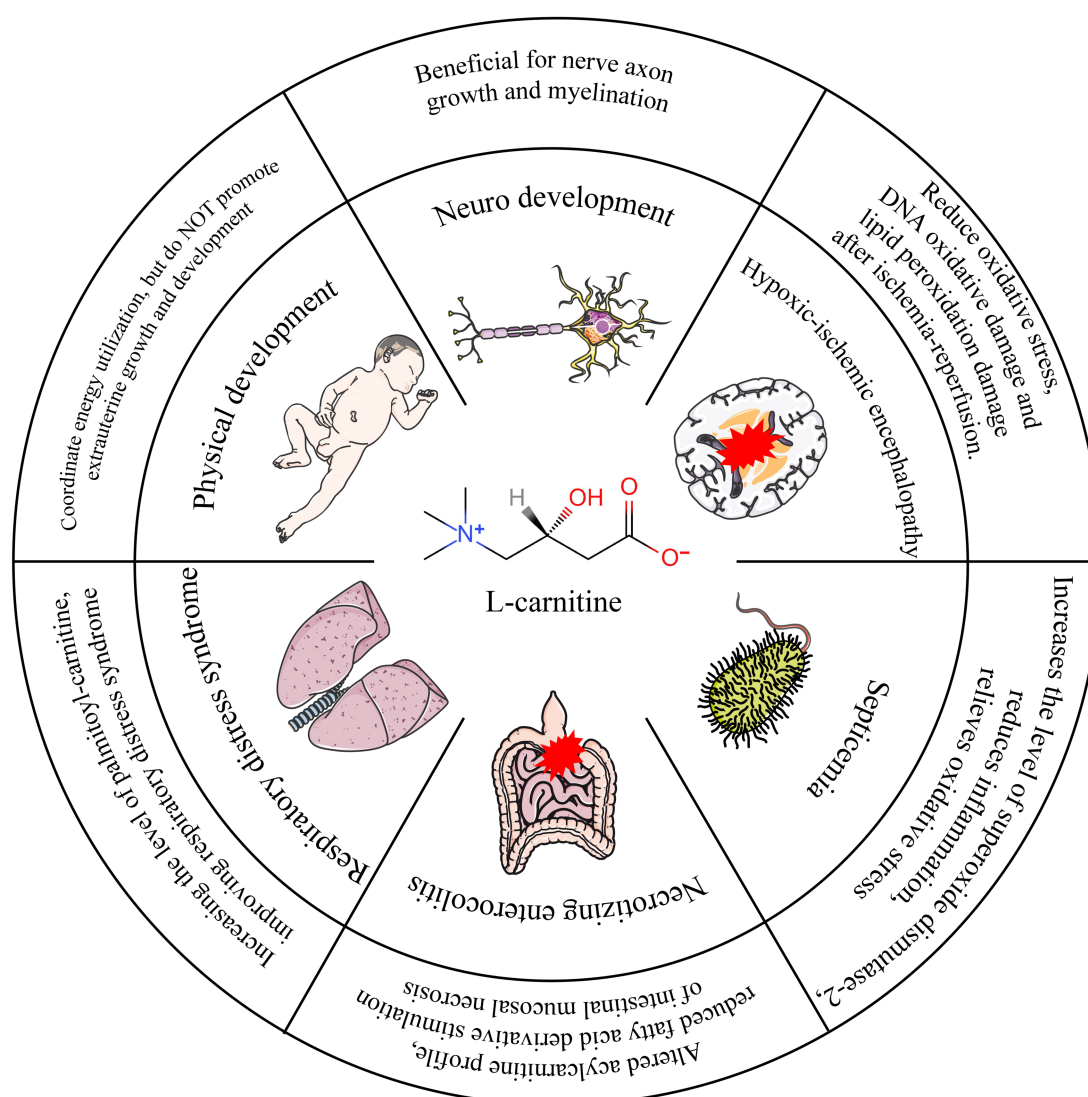 Beneficial for nerve axon
growth and myelination
Neuro development
Reduce oxidative stress,
DNA oxidative damage and
lipid peroxidation damage
after ischemia-reperfusion.
Hypoxic-ischemic encephalopathy
Increases the level of superoxide dismutase-2,
reduces inflammation,
relieves oxidative stress
Septicemia
Altered acylcarnitine profile,
reduced fatty acid derivative stimulation
of intestinal mucosal necrosis
Necrotizing enterocolitis
Increasing the level of palmitoyl-carnitine,
improving respiratory distress syndrome
Respiratory distress syndrome
Coordinate energy utilization, but do NOT promote
extrauterine growth and development
Physical development
H
OH
O
N+
O-
L-carnitine